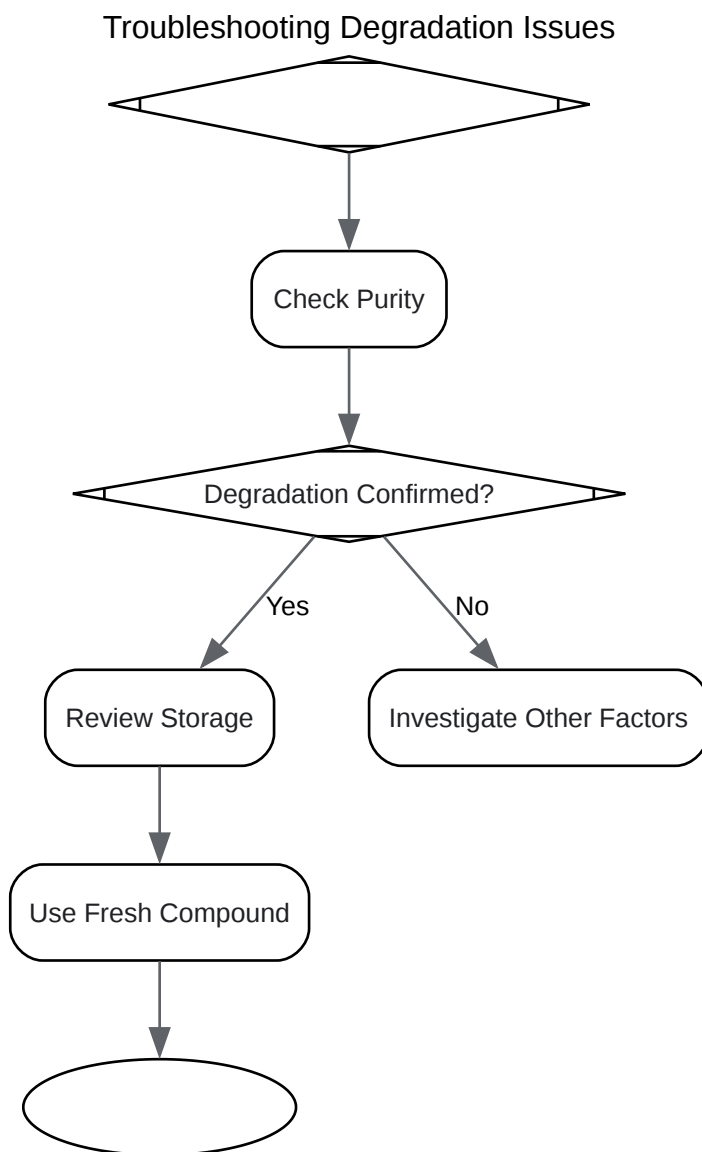 Troubleshooting Degradation Issues
Check Purity
Degradation Confirmed?
Yes
No
Review Storage
Investigate Other Factors
Use Fresh Compound